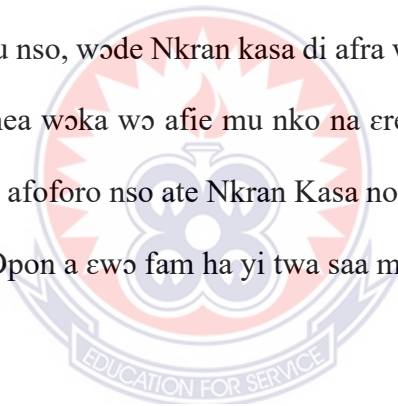 u nso, wɔde Nkran kasa di afra
nea wɔka wɔ afie mu nko na
afoforo nso ate Nkran Kasa no
Ɔpon a ɛwɔ fam ha yi twa saa
EDUCATION FOR SERVICE